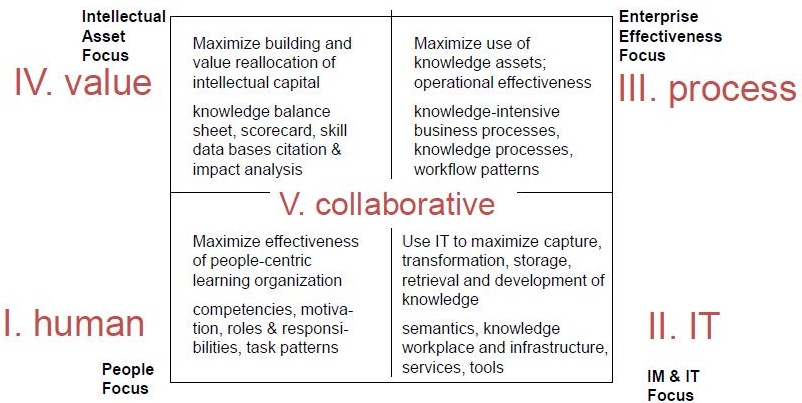 Intellectual
Asset
Focus
IV. value
Maximize building and
value reallocation of
intellectual capital
knowledge balance
sheet, scorecard, skill
data bases citation &
impact analysis
Maximize use of
knowledge assets;
operational effectiveness
knowledge-intensive
business processes,
knowledge processes,
workflow patterns
Enterprise
Effectiveness
Focus
III. process
V. collaborative
I. human
People
Focus
Maximize effectiveness
of people-centric
learning organization
competencies, motiva-
tion, roles & responsi-
bilities, task patterns
Use IT to maximize capture,
transformation, storage,
retrieval and development of
knowledge
semantics, knowledge
workplace and infrastructure,
services, tools
II. IT
IM & IT
Focus